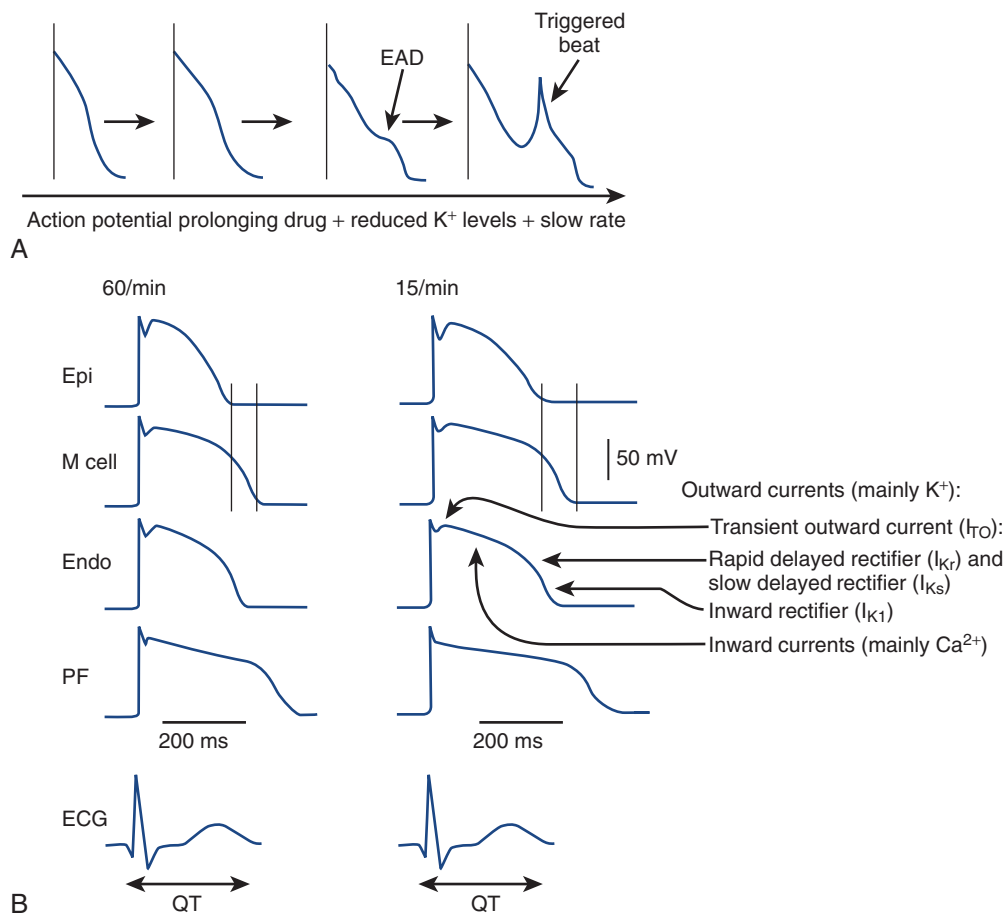 Triggered
beat
EAD
Action potential prolonging drug + reduced K⁺ levels + slow rate
A
60/min
15/min
Epi
M cell
50 mV
Outward currents (mainly K⁺):
Transient outward current (I_TO):
Endo
Rapid delayed rectifier (I_Kr) and
slow delayed rectifier (I_Ks)
Inward rectifier (I_K1)
Inward currents (mainly Ca²⁺)
PF
200 ms
200 ms
ECG
QT
QT
B